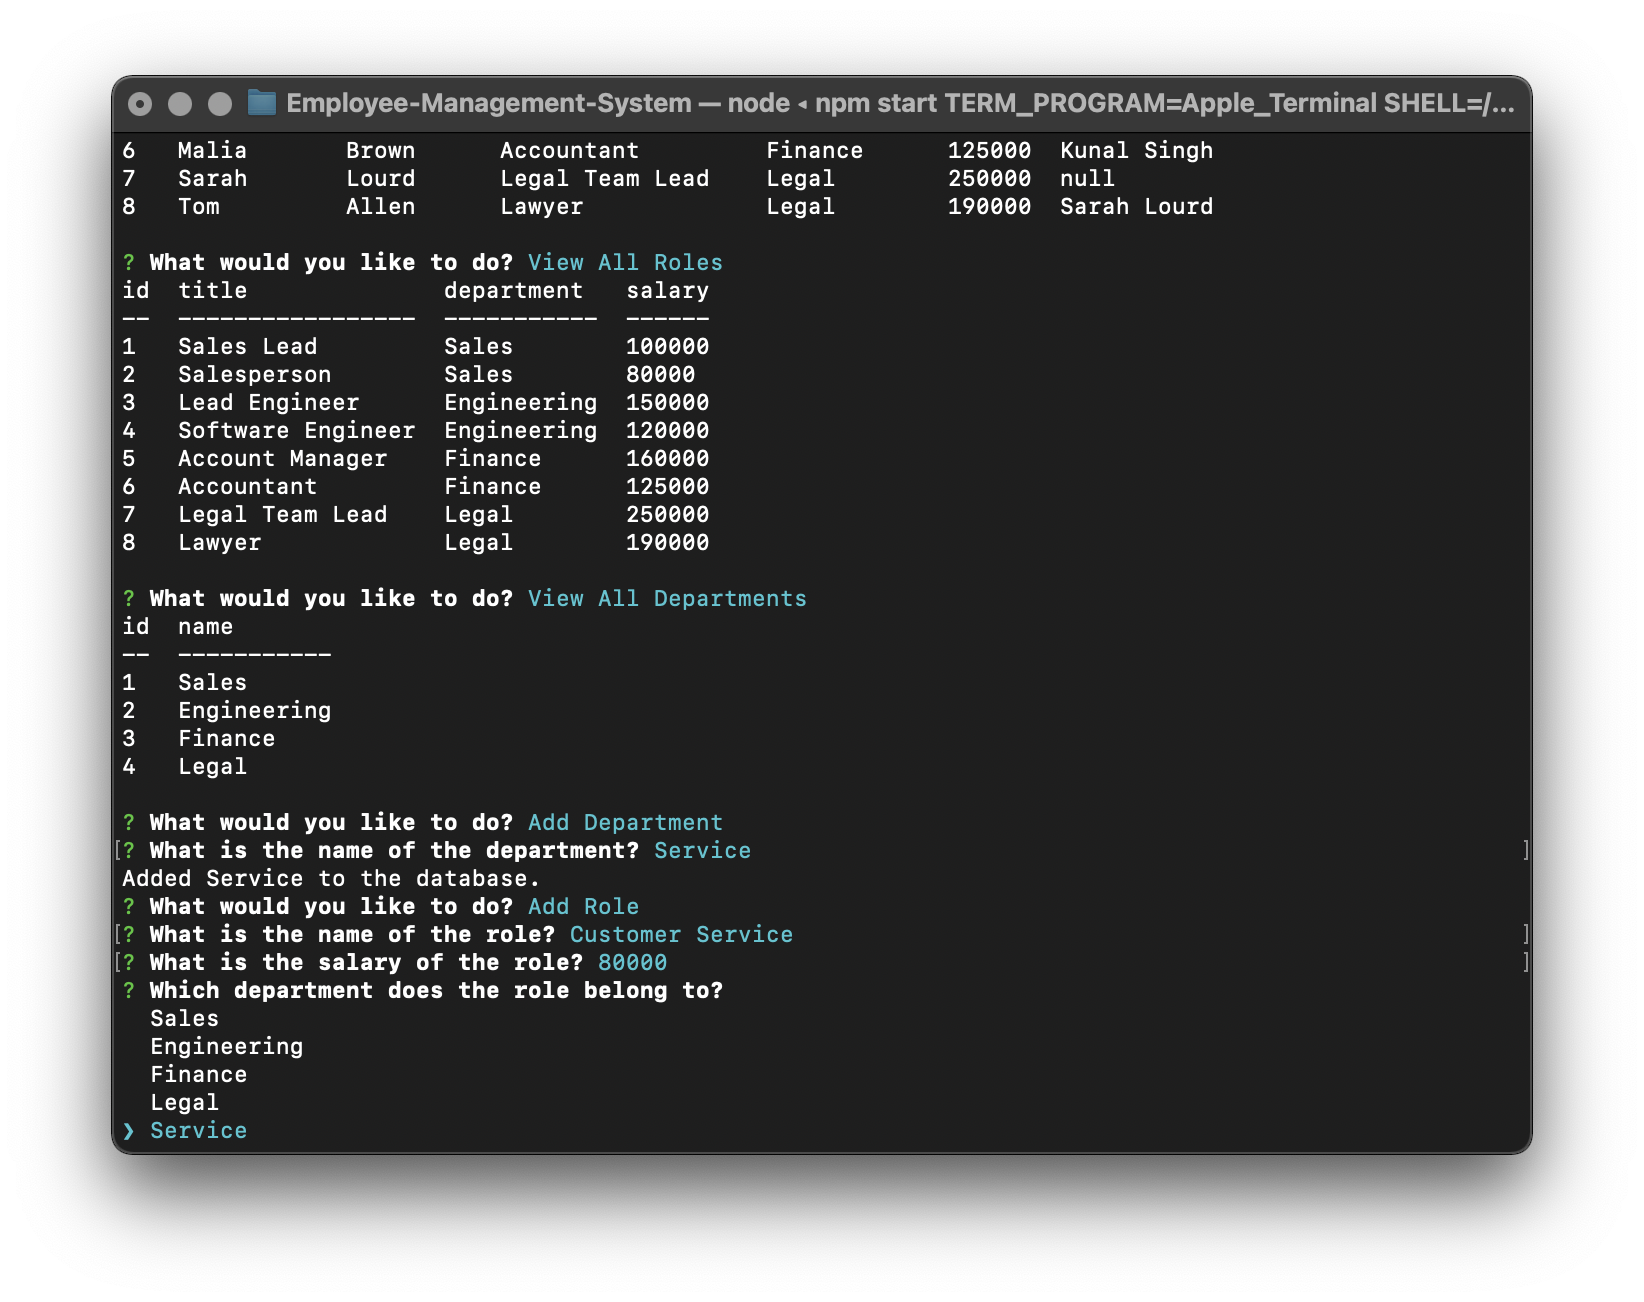 Employee-Management-System — node ◂ npm start TERM_PROGRAM=Apple_Terminal SHELL=/...
6   Malia       Brown      Accountant         Finance      125000  Kunal Singh
7   Sarah       Lourd      Legal Team Lead    Legal        250000  null
8   Tom         Allen      Lawyer             Legal        190000  Sarah Lourd
? What would you like to do? View All Roles
id  title              department   salary
--  -----------------  -----------  ------
1   Sales Lead         Sales        100000
2   Salesperson        Sales        80000
3   Lead Engineer      Engineering  150000
4   Software Engineer  Engineering  120000
5   Account Manager    Finance      160000
6   Accountant         Finance      125000
7   Legal Team Lead    Legal        250000
8   Lawyer             Legal        190000
? What would you like to do? View All Departments
id  name
--  -----------
1   Sales
2   Engineering
3   Finance
4   Legal
? What would you like to do? Add Department
[? What is the name of the department? Service ]
Added Service to the database.
? What would you like to do? Add Role
[? What is the name of the role? Customer Service ]
[? What is the salary of the role? 80000 ]
? Which department does the role belong to?
  Sales
  Engineering
  Finance
  Legal
❯ Service